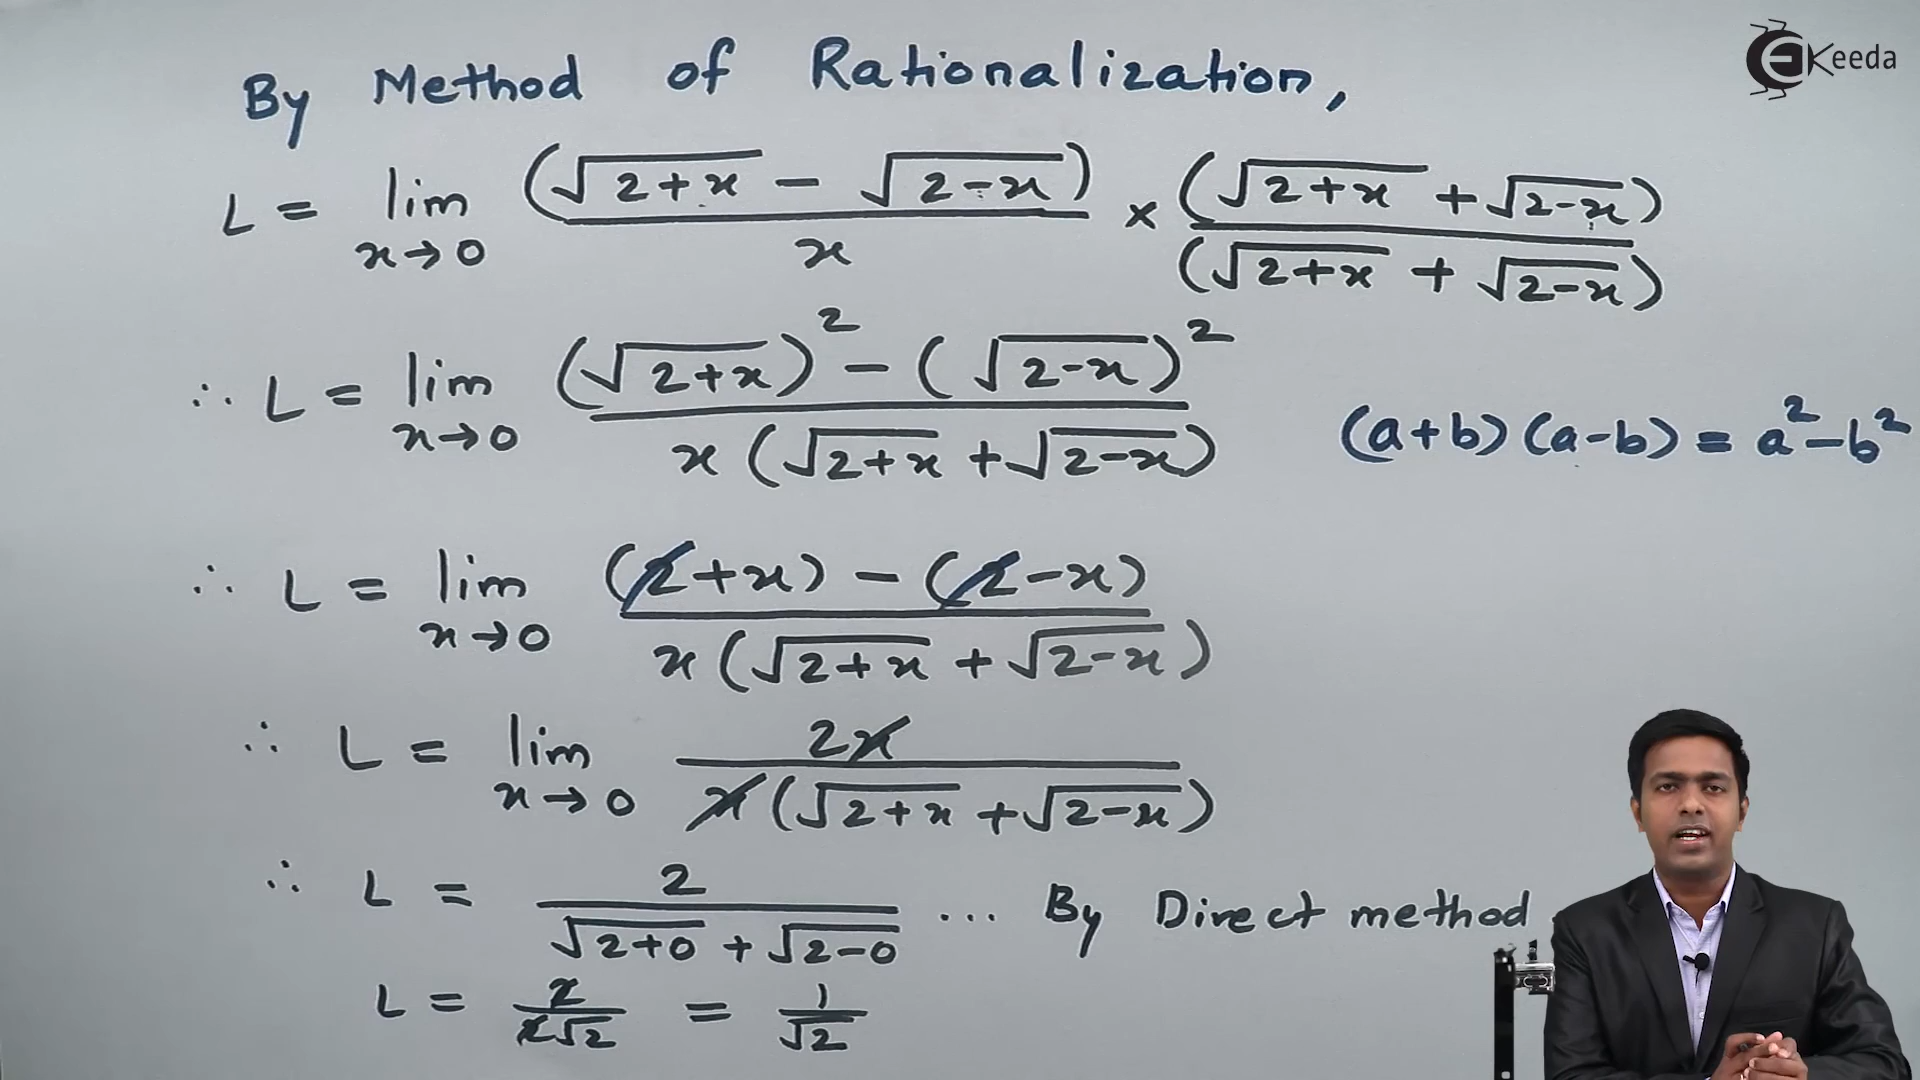 Keeda
By Method of Rationalization,
L = lim x→0 (√(2+x) − √(2−x)) / x × (√(2+x) + √(2−x)) / (√(2+x) + √(2−x))
∴ L = lim x→0 ((√(2+x))² − (√(2−x))²) / x(√(2+x) + √(2−x))
(a+b)(a-b) = a²−b²
∴ L = lim x→0 ((2+x) − (2−x)) / x(√(2+x) + √(2−x))
∴ L = lim x→0 2x / x(√(2+x) + √(2−x))
∴ L = 2 / (√(2+0) + √(2−0)) ... By Direct method
L = 2 / 2√2 = 1 / √2